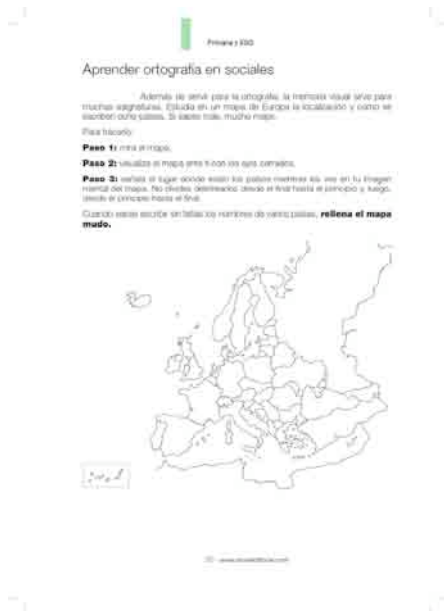 Primaria y ESO
Aprender ortografía en sociales
Además de servir para la ortografía, la memoria visual sirve para
muchas asignaturas. Estudia en un mapa de Europa la localización y cómo se
escriben ocho países. Si sabes más, mucho mejor.
Para hacerlo:
Paso 1: mira el mapa.
Paso 2: visualiza el mapa ante ti con los ojos cerrados.
Paso 3: señala el lugar donde están los países mientras los ves en tu imagen
mental del mapa. No olvides deletrearlos desde el final hasta el principio y, luego,
desde el principio hasta el final.
Cuando sepas escribir sin faltas los nombres de varios países, rellena el mapa
mudo.